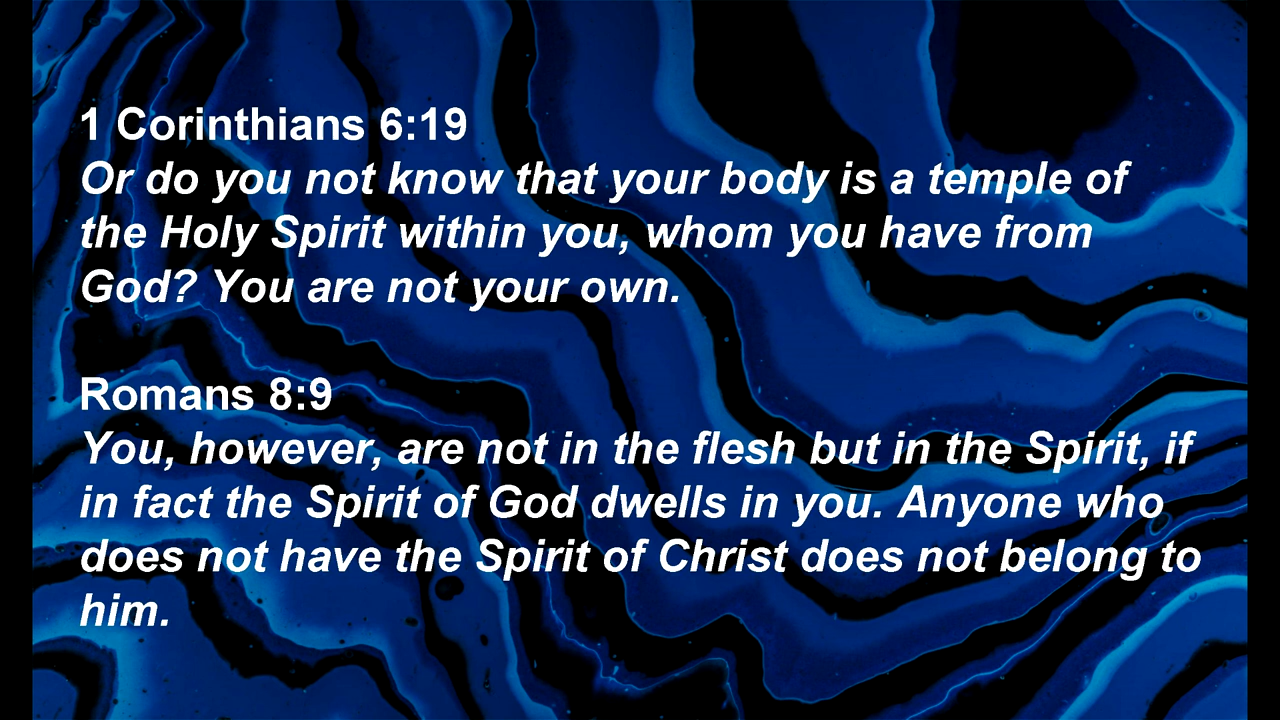 1 Corinthians 6:19
Or do you not know that your body is a temple of
the Holy Spirit within you, whom you have from
God? You are not your own.
Romans 8:9
You, however, are not in the flesh but in the Spirit, if
in fact the Spirit of God dwells in you. Anyone who
does not have the Spirit of Christ does not belong to
him.